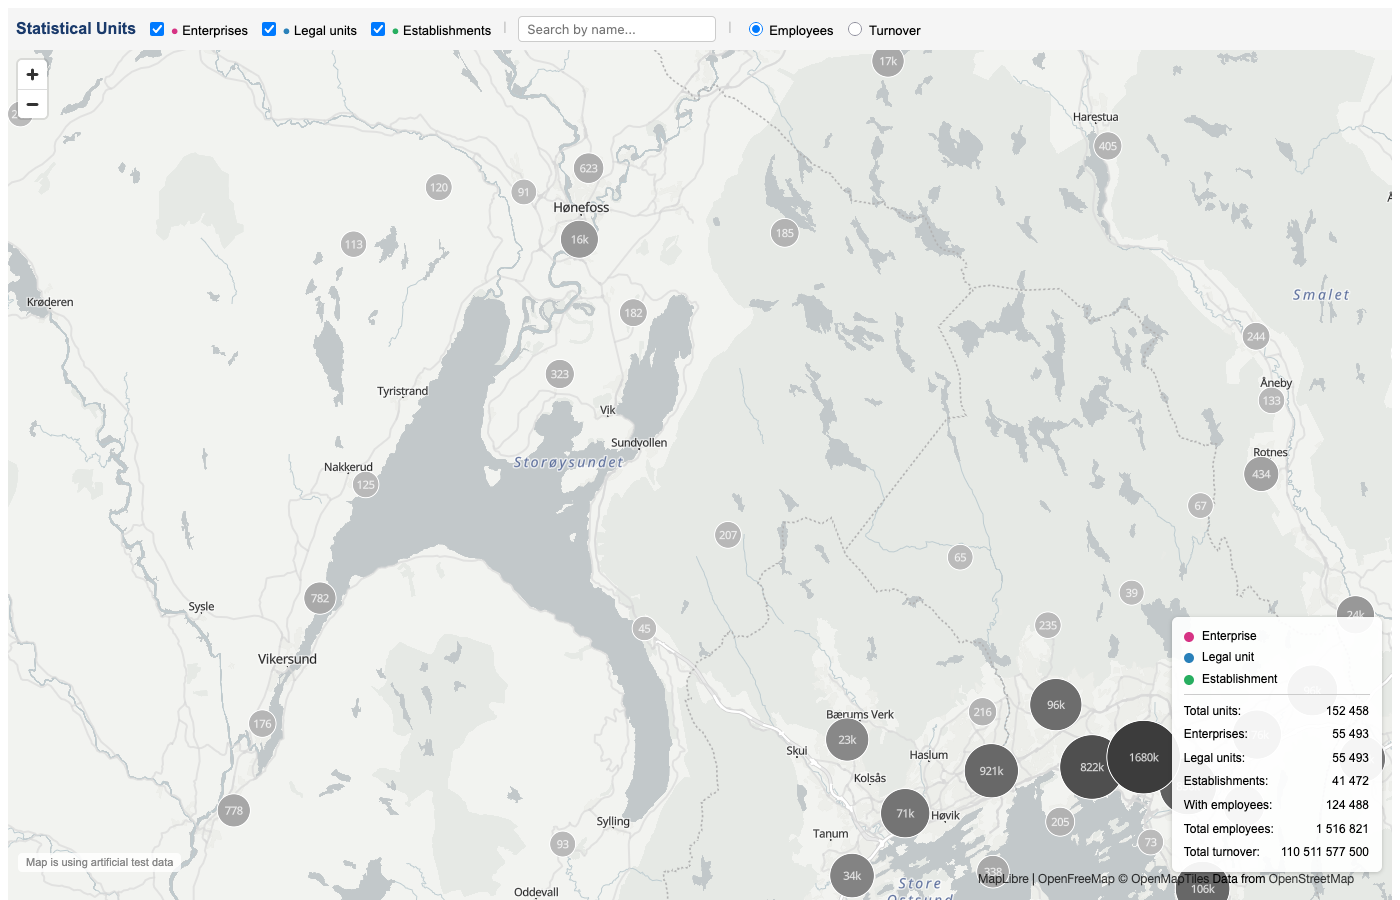 Statistical Units
Enterprises
Legal units
Establishments
Search by name...
Employees
Turnover
+
−
17k
Harestua
405
623
120
91
Hønefoss
185
16k
113
Smalet
Krøderen
182
244
323
Åneby
Tyristrand
133
Vik
Sundvollen
Rotnes
Storøysundet
Nakkerud
434
125
67
207
65
39
782
Sysle
24k
45
235
Enterprise
Legal unit
Vikersund
Establishment
96k
Total units: 152 458
216
Bærums Verk
176
Enterprises: 55 493
23k
Skui
Haslum
1680k
Legal units: 55 493
822k
921k
Kolsås
Establishments: 41 472
With employees: 124 488
778
71k
Høvik
Sylling
205
Total employees: 1 516 821
Tanum
93
73
Total turnover: 110 511 577 500
Map is using artificial test data
338
34k
MapLibre | OpenFreeMap © OpenMapTiles Data from OpenStreetMap
Store
106k
Oddevall
Østsund